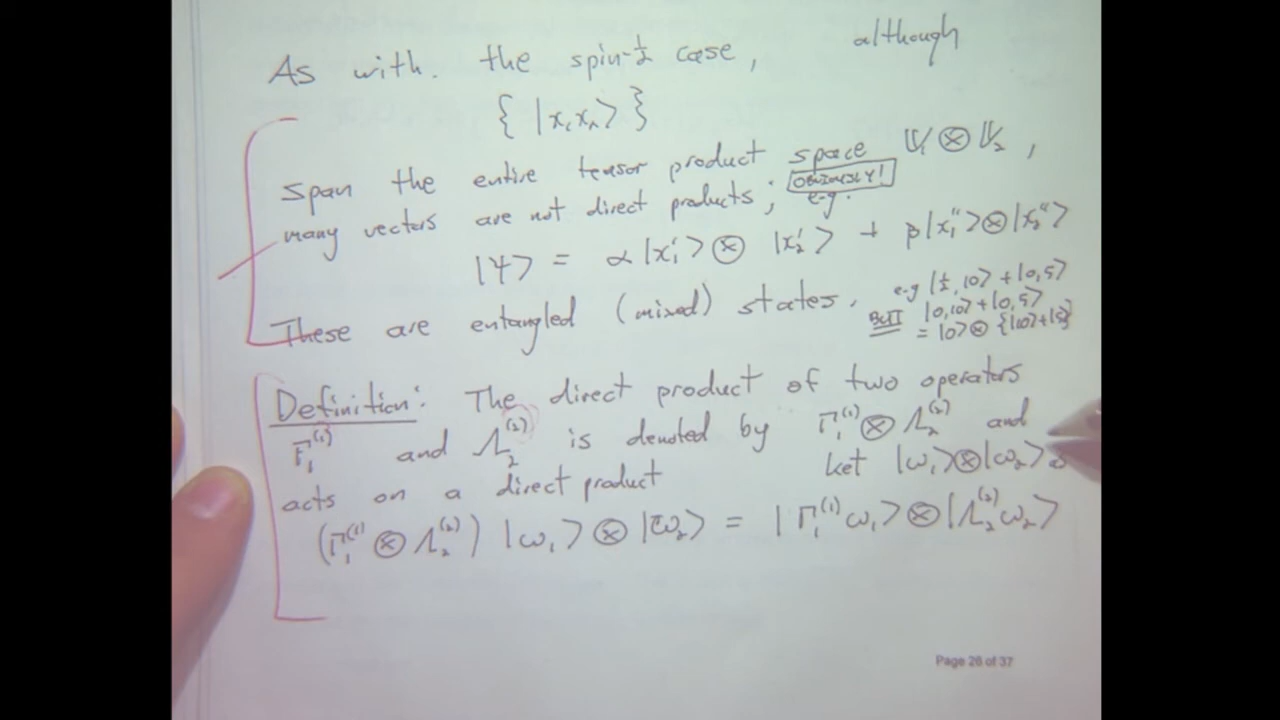 As with. the spin-½ case, although
{ |x₁x₂⟩ }
span the entire tensor product space 𝕍₁ ⊗ 𝕍₂ ,
many vectors are not direct products ; OBVIOUSLY! e.g.
|ψ⟩ = α |x₁'⟩ ⊗ |x₂'⟩ + β |x₁''⟩ ⊗ |x₂''⟩
These are entangled (mixed) states.
e.g |½, 10⟩ + |0, 5⟩
BUT |0, 10⟩ + |0, 5⟩
= |0⟩ ⊗ {|10⟩ + |5⟩}
Definition: The direct product of two operators
Γ₁⁽¹⁾ and Λ₂⁽²⁾ is denoted by Γ₁⁽¹⁾ ⊗ Λ₂⁽²⁾ and
acts on a direct product ket |ω₁⟩ ⊗ |ω₂⟩ as
(Γ₁⁽¹⁾ ⊗ Λ₂⁽²⁾) |ω₁⟩ ⊗ |ω₂⟩ = |Γ₁⁽¹⁾ ω₁⟩ ⊗ |Λ₂⁽²⁾ ω₂⟩
Page 26 of 37